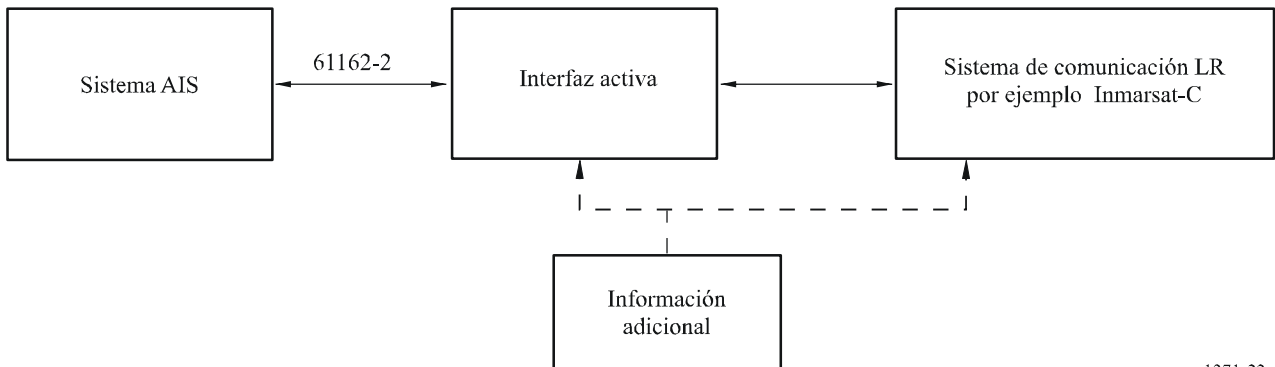 61162-2
Sistema AIS
Interfaz activa
Sistema de comunicación LR
por ejemplo Inmarsat-C
Información
adicional